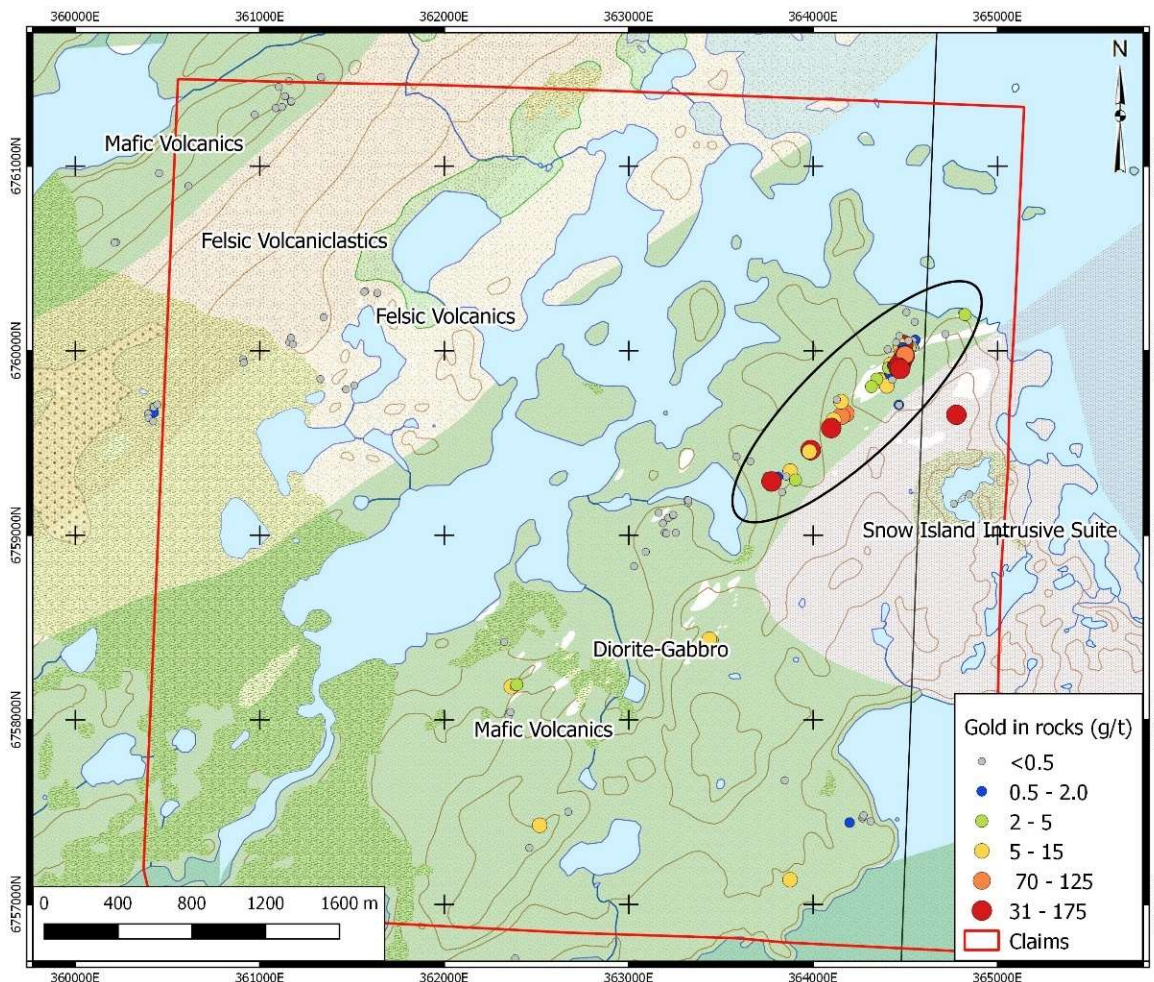 360000E 361000E 362000E 363000E 364000E 365000E
N
6761000N
Mafic Volcanics
Felsic Volcaniclastics
Felsic Volcanics
6760000N
6759000N
Snow Island Intrusive Suite
Diorite-Gabbro
6758000N
Mafic Volcanics
Gold in rocks (g/t)
<0.5
0.5 - 2.0
2 - 5
5 - 15
70 - 125
31 - 175
Claims
6757000N
0 400 800 1200 1600 m
360000E 361000E 362000E 363000E 364000E 365000E